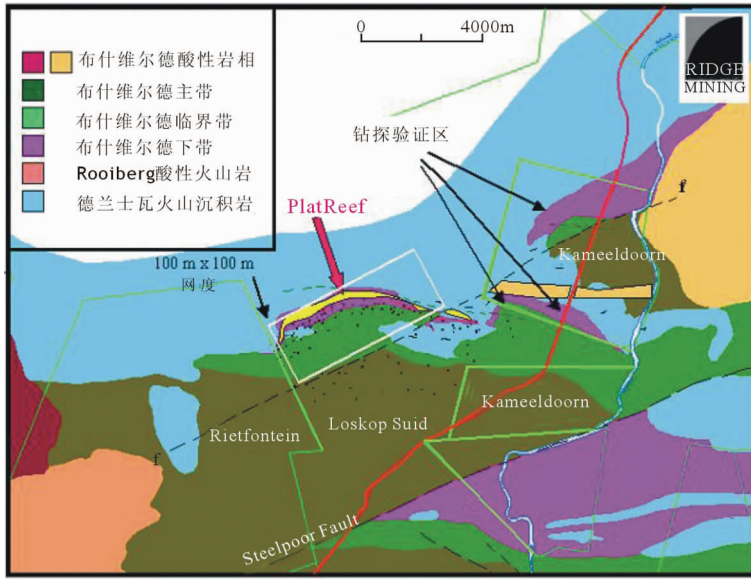 0 4000m
RIDGE
MINING
布什维尔德酸性岩相
布什维尔德主带
布什维尔德临界带
布什维尔德下带
Rooiberg酸性火山岩
德兰士瓦火山沉积岩
钻探验证区
PlatReef
f
Kameeldoorn
100 m x 100 m
网度
Kameeldoorn
Rietfontein
Loskop Suid
f
Steelpoor Fault